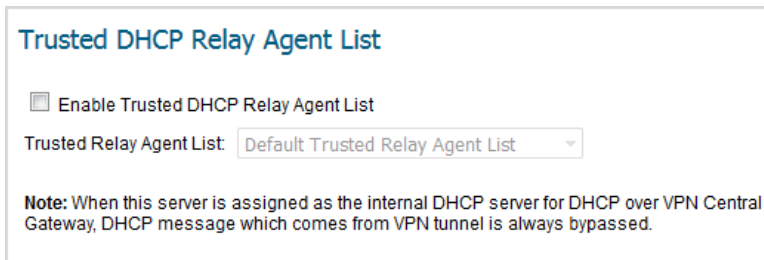 Trusted DHCP Relay Agent List
Enable Trusted DHCP Relay Agent List
Trusted Relay Agent List: Default Trusted Relay Agent List
Note: When this server is assigned as the internal DHCP server for DHCP over VPN Central
Gateway, DHCP message which comes from VPN tunnel is always bypassed.